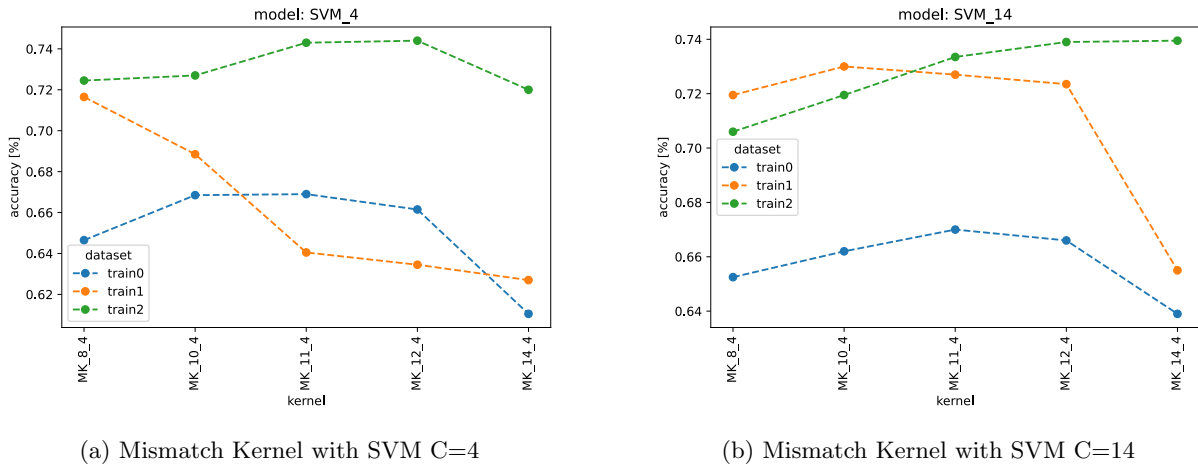 model: SVM_4
accuracy [%]
0.74
0.72
0.70
0.68
0.66
0.64
0.62
dataset
train0
train1
train2
MK_8_4
MK_10_4
MK_11_4
MK_12_4
MK_14_4
kernel
(a) Mismatch Kernel with SVM C=4
model: SVM_14
accuracy [%]
0.74
0.72
0.70
0.68
0.66
0.64
dataset
train0
train1
train2
MK_8_4
MK_10_4
MK_11_4
MK_12_4
MK_14_4
kernel
(b) Mismatch Kernel with SVM C=14